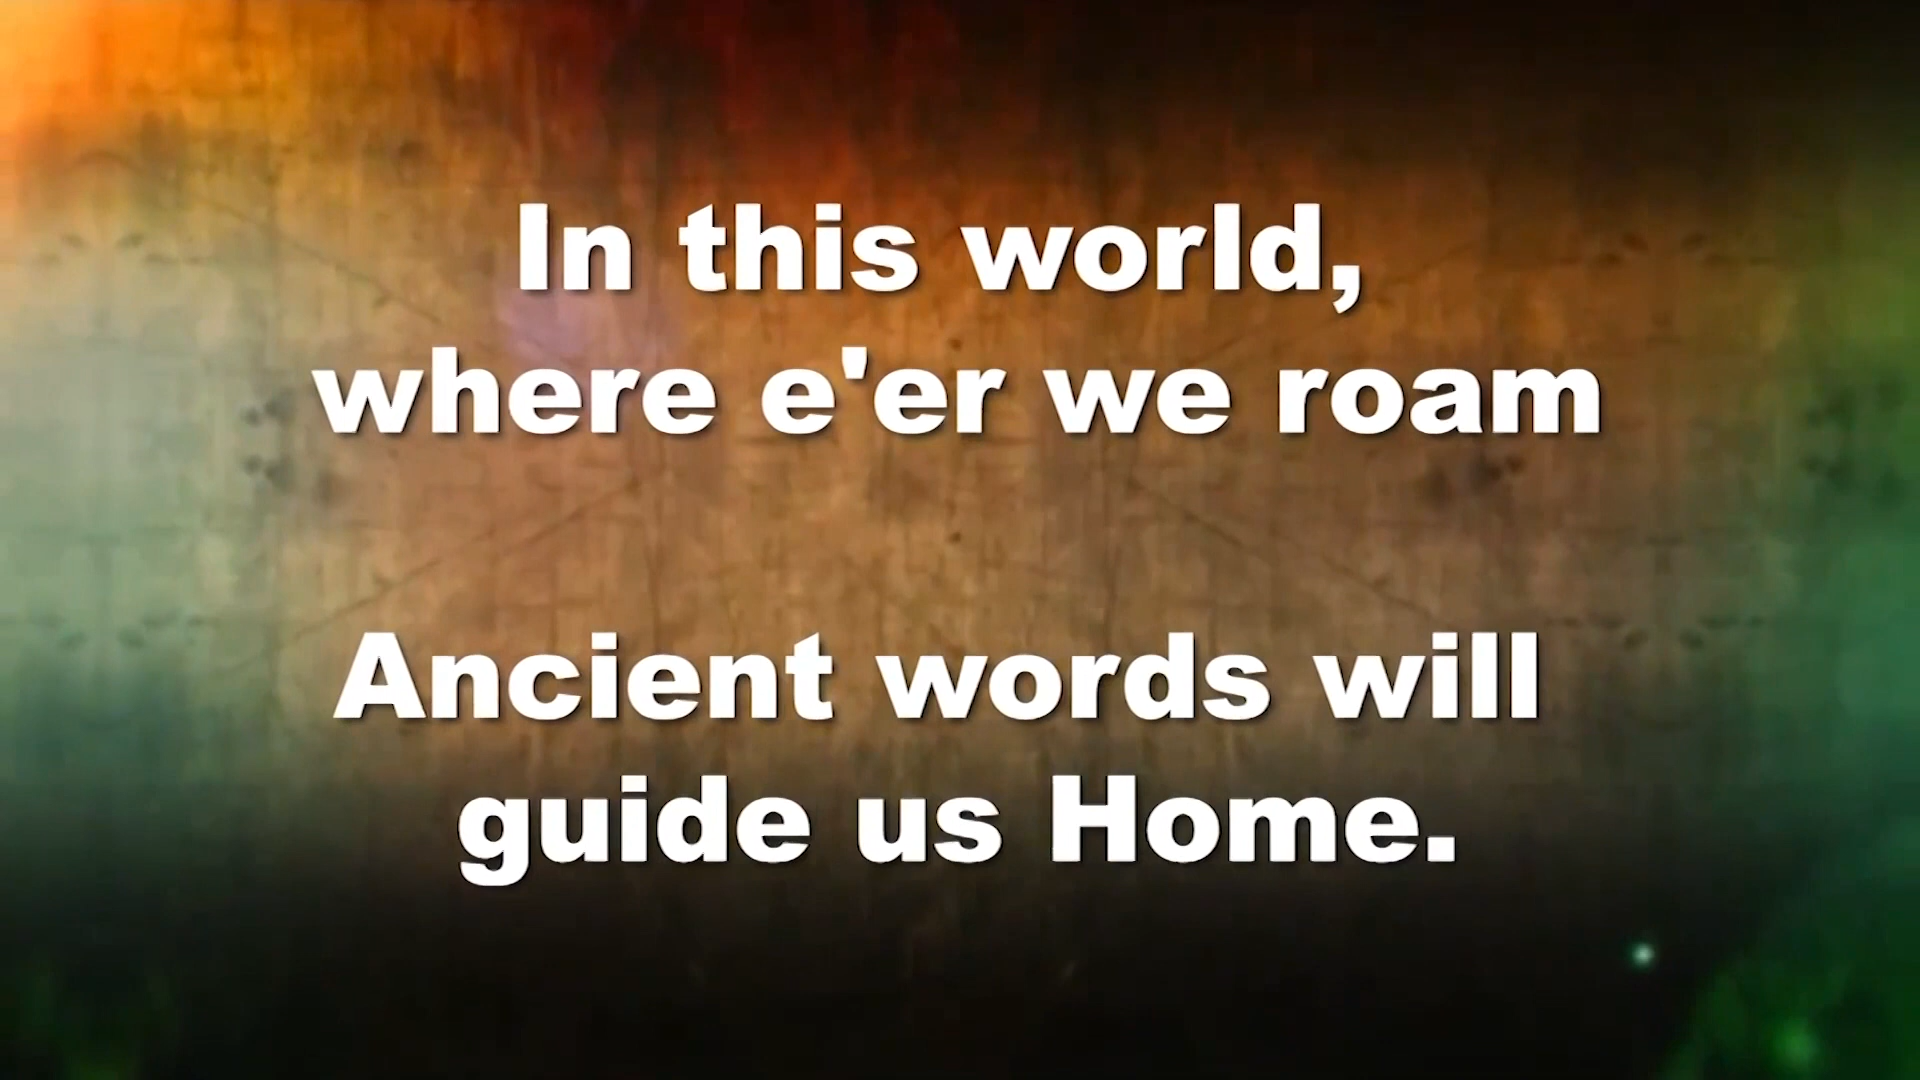 In this world,
where e'er we roam
Ancient words will
guide us Home.